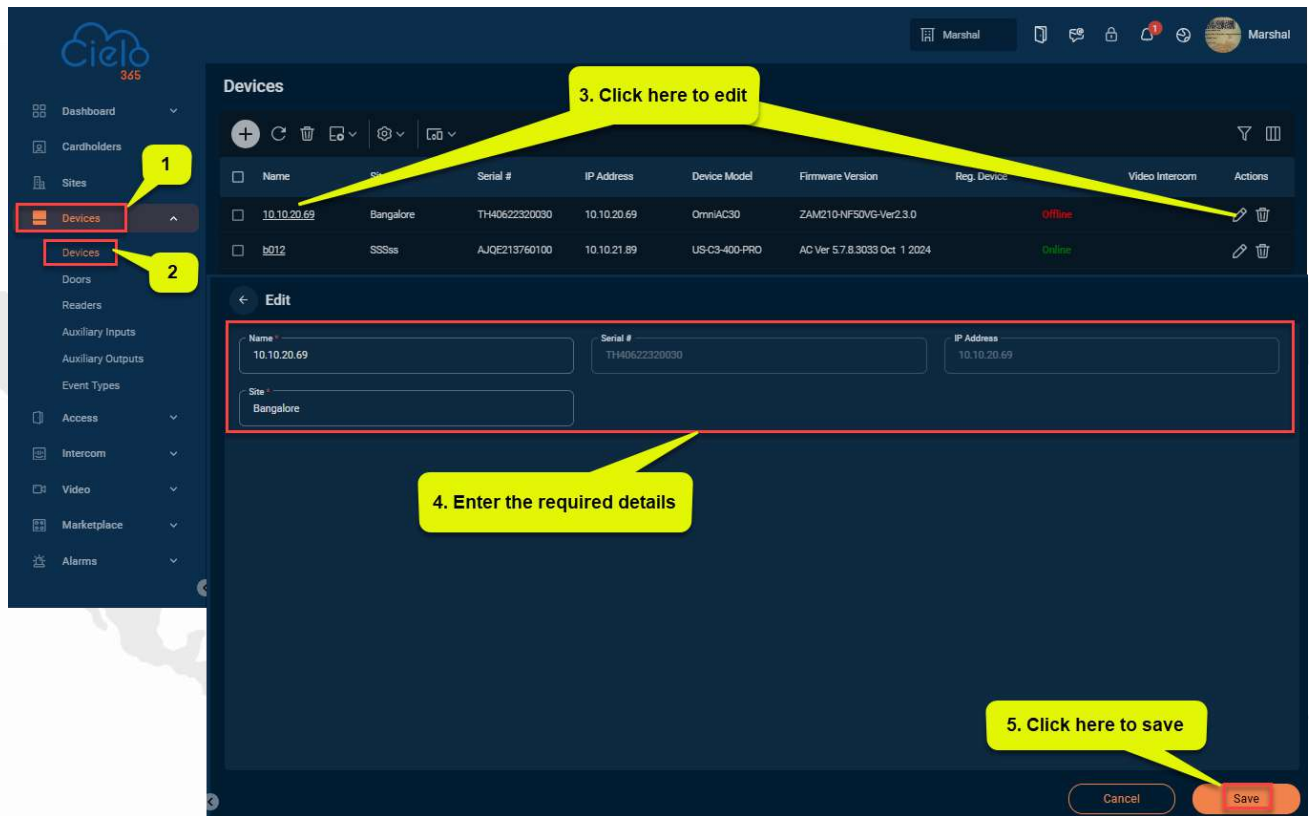 Cielo
365
Marshal
1
Marshal
Dashboard
Cardholders
Sites
Devices
Devices
Doors
Readers
Auxiliary Inputs
Auxiliary Outputs
Event Types
Access
Intercom
Video
Marketplace
Alarms
1
2
Devices
3. Click here to edit
Name Serial # IP Address Device Model Firmware Version Reg. Device Video Intercom Actions
10.10.20.69 Bangalore TH40622320030 10.10.20.69 OmniAC30 ZAM210-NF50VG-Ver2.3.0 Offline
b012 SSSss AJQE213760100 10.10.21.89 US-C3-400-PRO AC Ver 5.7.8.3033 Oct 1 2024 Online
Edit
Name * Serial # IP Address
10.10.20.69 TH40622320030 10.10.20.69
Site *
Bangalore
4. Enter the required details
5. Click here to save
Cancel Save